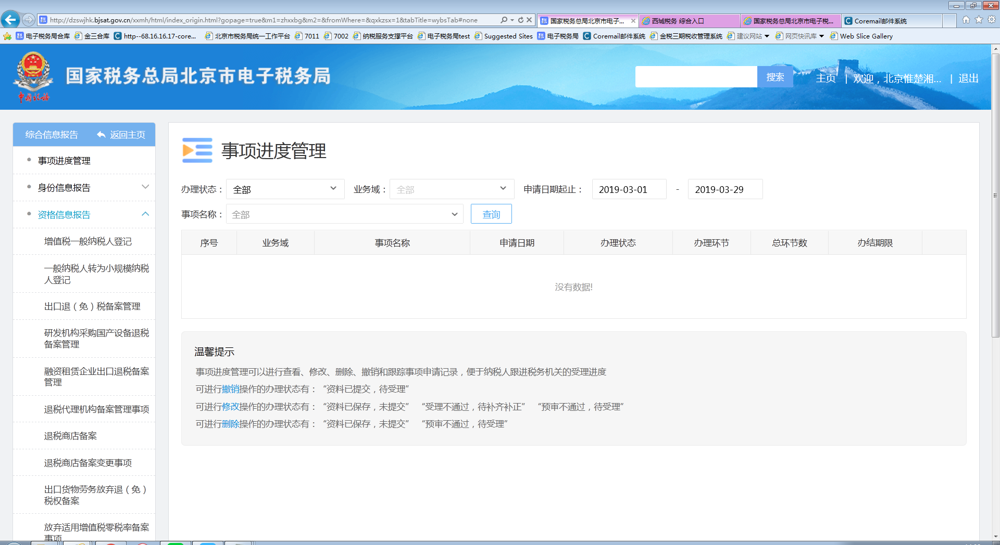 http://dzswjhk.bjsat.gov.cn/xxmh/html/index_origin.html?gopage=true&m1=zhxxbg&m2=&fromWhere=&qxkzsx=1&tabTitle=wybsTab#none
国家税务总局北京市电子...
西城税务 综合入口
国家税务总局北京市电子税...
Coremail邮件系统
电子税务局合库 金三合库 http--68.16.16.17-core... 北京市税务局统一工作平台 7011 7002 纳税服务支撑平台 电子税务局test Suggested Sites 电子税务局 Coremail邮件系统 金税三期税收管理系统 建议网站 网页快讯库 Web Slice Gallery
中国税务
国家税务总局北京市电子税务局
搜索
主页 | 欢迎，北京惟楚湘... | 退出
综合信息报告 返回主页
事项进度管理
身份信息报告
资格信息报告
增值税一般纳税人登记
一般纳税人转为小规模纳税
人登记
出口退（免）税备案管理
研发机构采购国产设备退税
备案管理
融资租赁企业出口退税备案
管理
退税代理机构备案管理事项
退税商店备案
退税商店备案变更事项
出口货物劳务放弃退（免）
税权备案
放弃适用增值税零税率备案
事项
事项进度管理
办理状态： 全部 业务域： 全部 申请日期起止： 2019-03-01 - 2019-03-29
事项名称： 全部 查询
序号 业务域 事项名称 申请日期 办理状态 办理环节 总环节数 办结期限
没有数据!
温馨提示
事项进度管理可以进行查看、修改、删除、撤销和跟踪事项申请记录，便于纳税人跟进税务机关的受理进度
可进行撤销操作的办理状态有：“资料已提交，待受理”
可进行修改操作的办理状态有：“资料已保存，未提交” “受理不通过，待补齐补正” “预审不通过，待受理”
可进行删除操作的办理状态有：“资料已保存，未提交” “预审不通过，待受理”